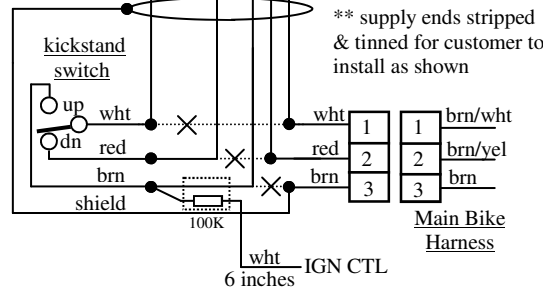 ** supply ends stripped
& tinned for customer to
install as shown
kickstand
switch
up
dn
wht
red
brn
shield
100K
wht
red
brn
1
2
3
1
2
3
brn/wht
brn/yel
brn
Main Bike
Harness
wht
6 inches
IGN CTL